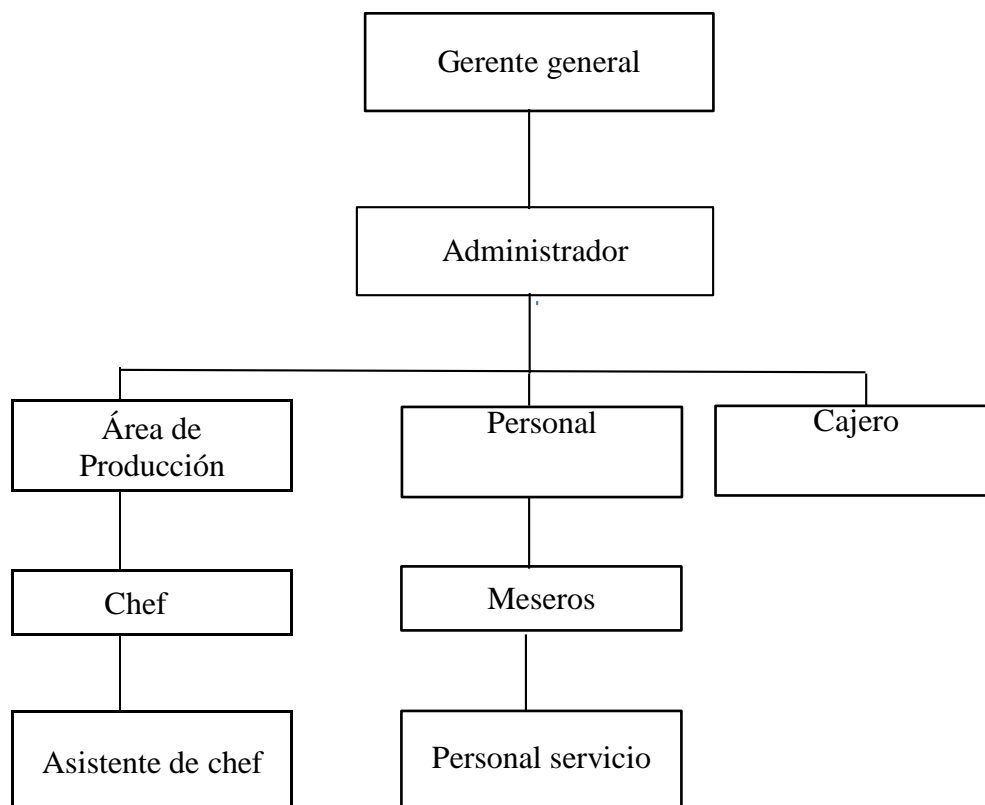 Gerente general
Administrador
Área de
Producción
Personal
Cajero
Chef
Meseros
Asistente de chef
Personal servicio